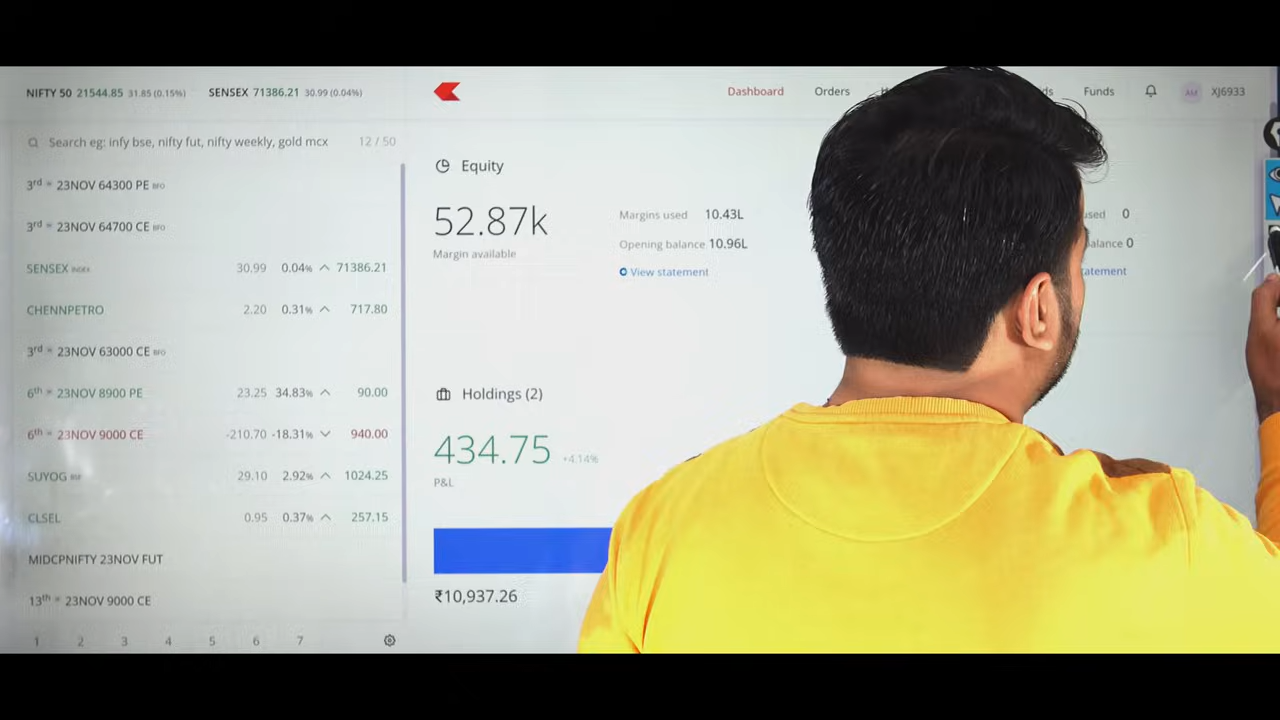 NIFTY 50 21544.85 31.85 (0.15%) SENSEX 71386.21 30.99 (0.04%)
Dashboard Orders Funds AM XJ6933
Search eg: infy bse, nifty fut, nifty weekly, gold mcx 12 / 50
3rd w 23NOV 64300 PE BFO
3rd w 23NOV 64700 CE BFO
SENSEX INDEX 30.99 0.04% 71386.21
CHENNPETRO 2.20 0.31% 717.80
3rd w 23NOV 63000 CE BFO
6th w 23NOV 8900 PE 23.25 34.83% 90.00
6th w 23NOV 9000 CE -210.70 -18.31% 940.00
SUYOG BSE 29.10 2.92% 1024.25
CLSEL 0.95 0.37% 257.15
MIDCPNIFTY 23NOV FUT
13th w 23NOV 9000 CE
1 2 3 4 5 6 7
Equity
52.87k
Margin available
Margins used 10.43L
Opening balance 10.96L
View statement
used 0
alance 0
tatement
Holdings (2)
434.75 +4.14%
P&L
₹10,937.26